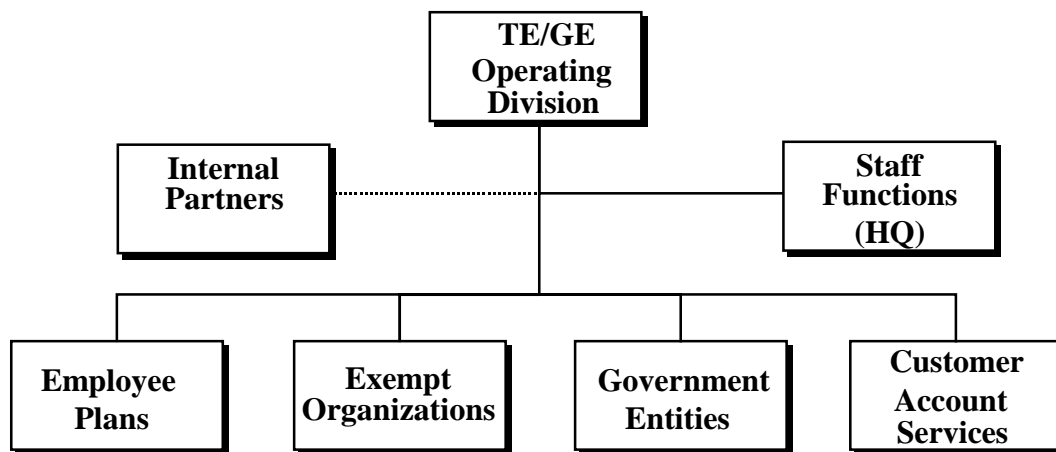 TE/GE
Operating
Division
Internal
Partners
Staff
Functions
(HQ)
Employee
Plans
Exempt
Organizations
Government
Entities
Customer
Account
Services